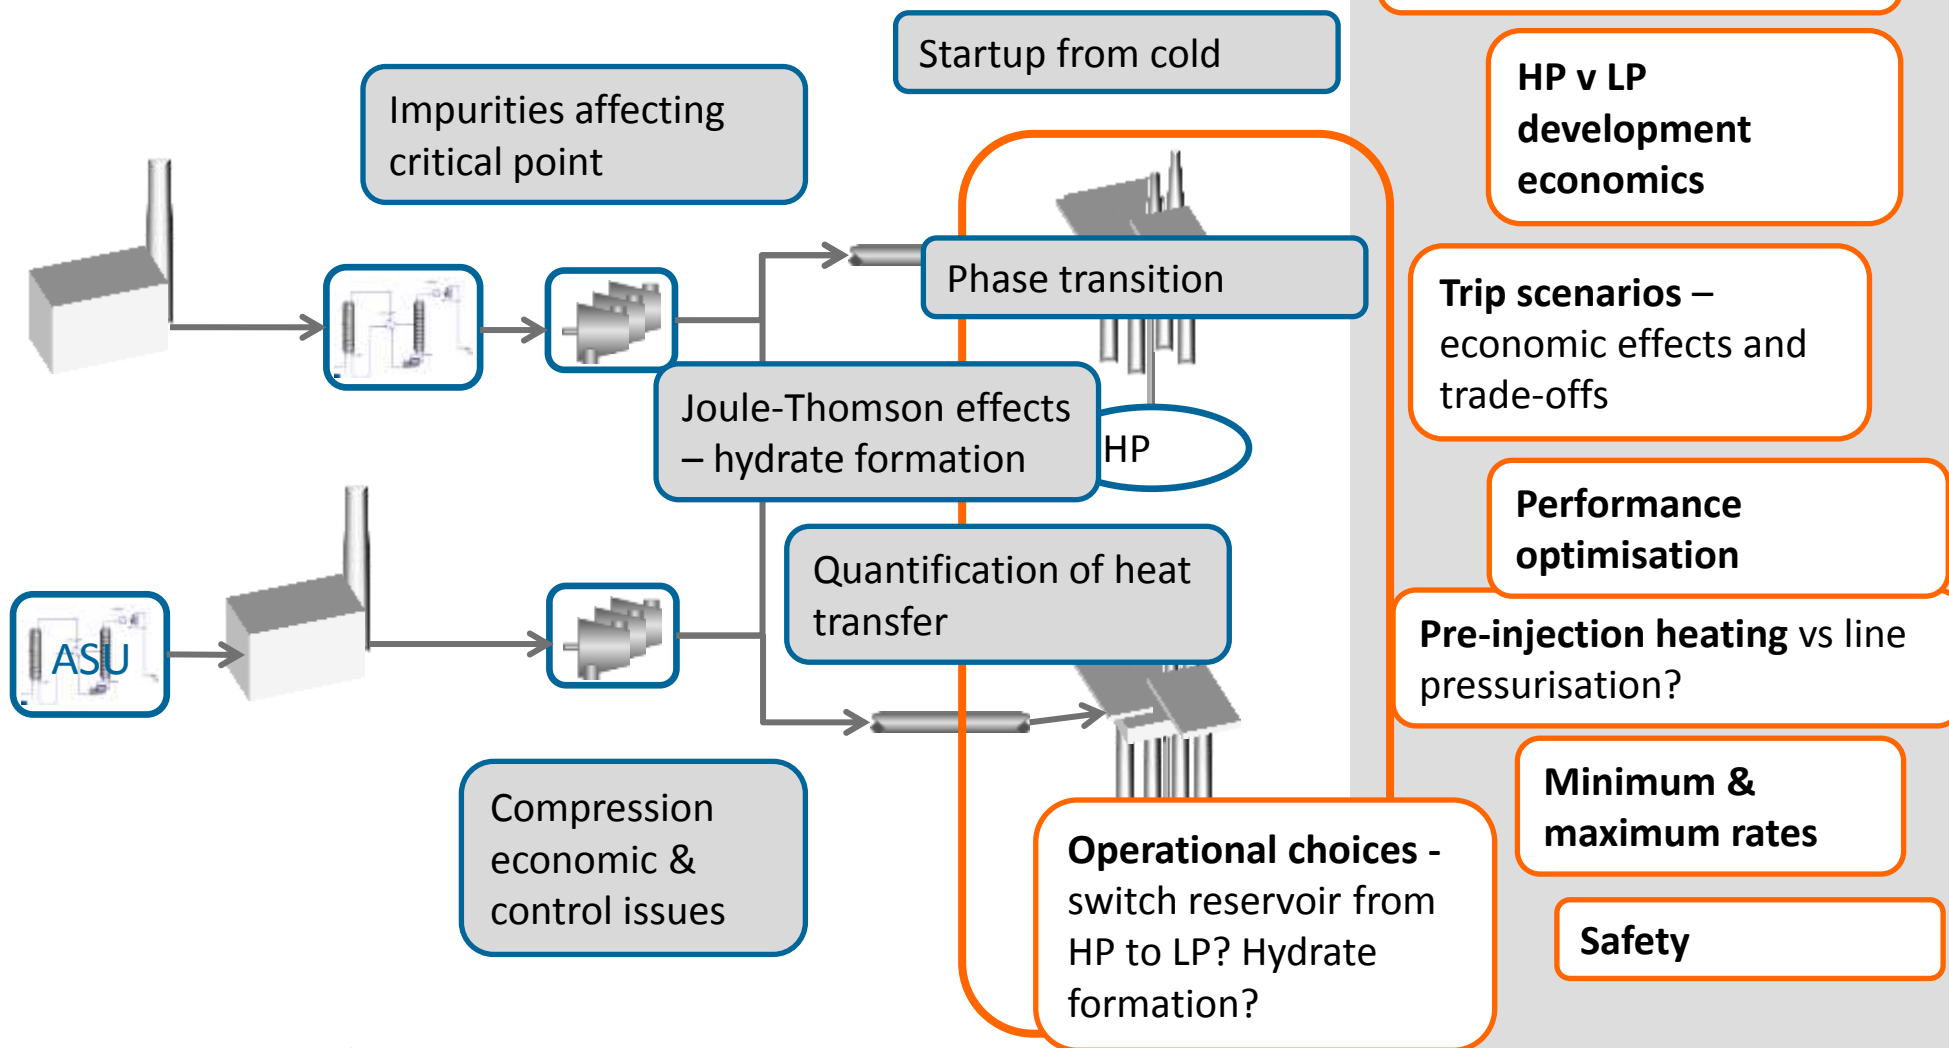 Startup from cold
Impurities affecting
critical point
Phase transition
Joule-Thomson effects
– hydrate formation
HP
Quantification of heat
transfer
ASU
Compression
economic &
control issues
Operational choices -
switch reservoir from
HP to LP? Hydrate
formation?
HP v LP
development
economics
Trip scenarios –
economic effects and
trade-offs
Performance
optimisation
Pre-injection heating vs line
pressurisation?
Minimum &
maximum rates
Safety